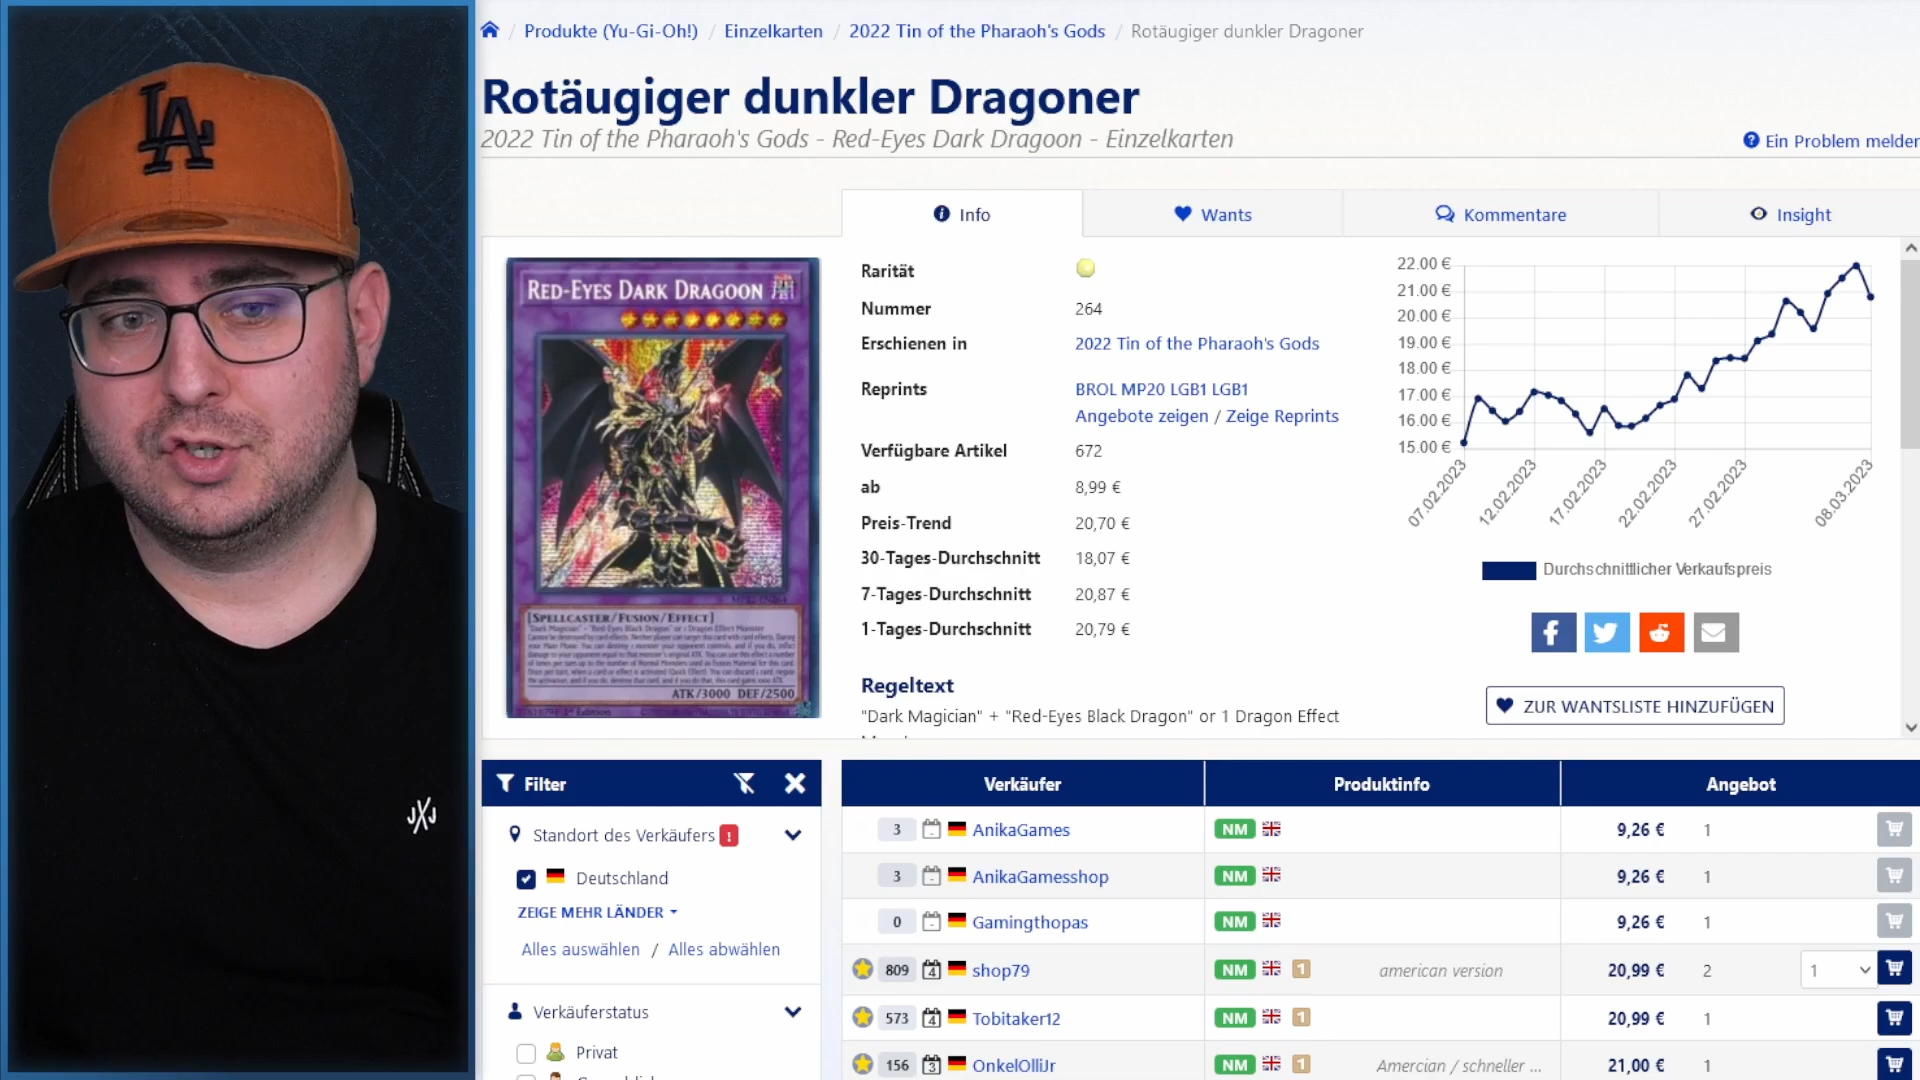 LA
Produkte (Yu-Gi-Oh!) / Einzelkarten / 2022 Tin of the Pharaoh's Gods / Rotäugiger dunkler Dragoner
Rotäugiger dunkler Dragoner
2022 Tin of the Pharaoh's Gods - Red-Eyes Dark Dragoon - Einzelkarten
Ein Problem melder
Info
Wants
Kommentare
Insight
RED-EYES DARK DRAGOON
[SPELLCASTER/FUSION/EFFECT]
ATK/3000 DEF/2500
Rarität
Nummer 264
Erschienen in 2022 Tin of the Pharaoh's Gods
Reprints BROL MP20 LGB1 LGB1
Angebote zeigen / Zeige Reprints
Verfügbare Artikel 672
ab 8,99 €
Preis-Trend 20,70 €
30-Tages-Durchschnitt 18,07 €
7-Tages-Durchschnitt 20,87 €
1-Tages-Durchschnitt 20,79 €
Regeltext
"Dark Magician" + "Red-Eyes Black Dragon" or 1 Dragon Effect
22.00 €
21.00 €
20.00 €
19.00 €
18.00 €
17.00 €
16.00 €
15.00 €
07.02.2023
12.02.2023
17.02.2023
22.02.2023
27.02.2023
08.03.2023
Durchschnittlicher Verkaufspreis
ZUR WANTSLISTE HINZUFÜGEN
Filter
Standort des Verkäufers 1
Deutschland
ZEIGE MEHR LÄNDER
Alles auswählen / Alles abwählen
Verkäuferstatus
Privat
Verkäufer Produktinfo Angebot
3 AnikaGames NM 9,26 € 1
3 AnikaGamesshop NM 9,26 € 1
0 Gamingthopas NM 9,26 € 1
809 4 shop79 NM 1 american version 20,99 € 2 1
573 4 Tobitaker12 NM 1 20,99 € 1
156 3 OnkelOlliJr NM 1 Amercian / schneller ... 21,00 € 1
JXJ